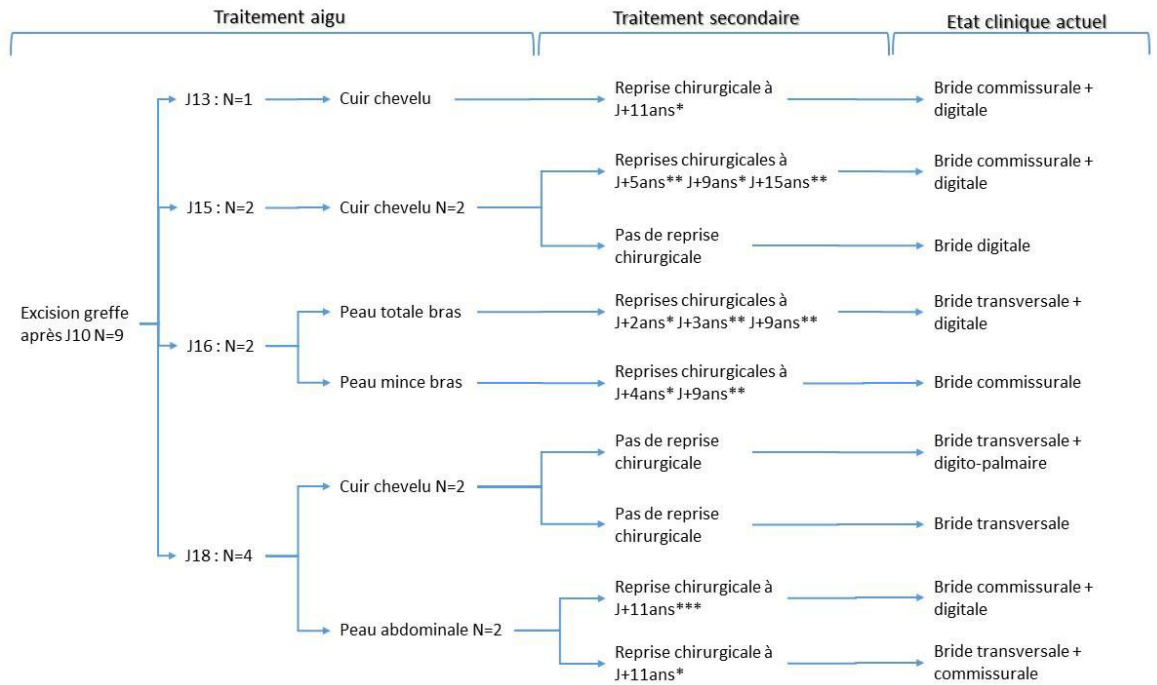 Traitement aigu
Traitement secondaire
Etat clinique actuel
Excision greffe
après J10 N=9
J13 : N=1
Cuir chevelu
Reprise chirurgicale à
J+11ans*
Bride commissurale +
digitale
J15 : N=2
Cuir chevelu N=2
Reprises chirurgicales à
J+5ans** J+9ans* J+15ans**
Bride commissurale +
digitale
Pas de reprise
chirurgicale
Bride digitale
J16 : N=2
Peau totale bras
Reprises chirurgicales à
J+2ans* J+3ans** J+9ans**
Bride transversale +
digitale
Peau mince bras
Reprises chirurgicales à
J+4ans* J+9ans**
Bride commissurale
J18 : N=4
Cuir chevelu N=2
Pas de reprise
chirurgicale
Bride transversale +
digito-palmaire
Pas de reprise
chirurgicale
Bride transversale
Peau abdominale N=2
Reprise chirurgicale à
J+11ans***
Bride commissurale +
digitale
Reprise chirurgicale à
J+11ans*
Bride transversale +
commissurale